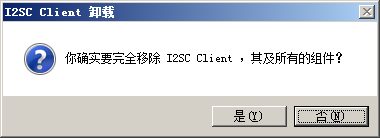 I2SC Client 卸载
你确实要完全移除 I2SC Client ，其及所有的组件？
是(Y)
否(N)